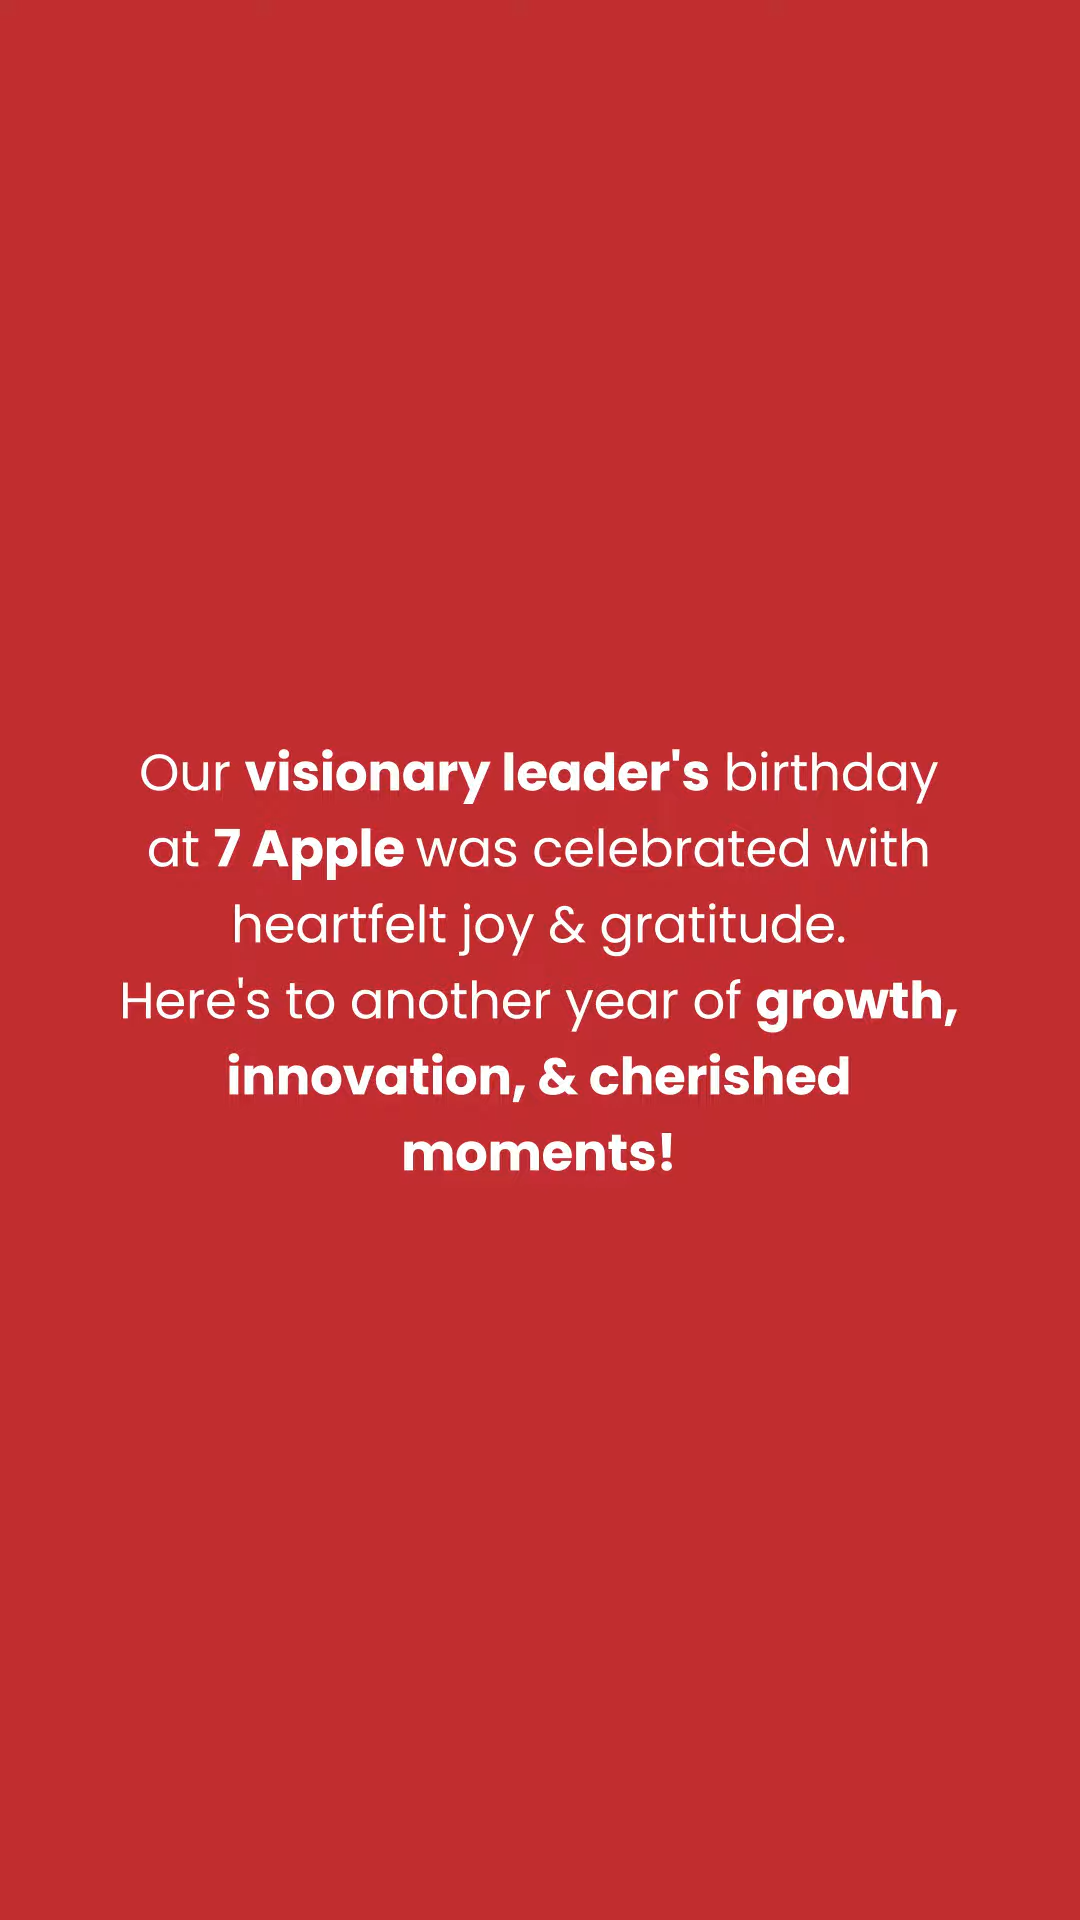 Our visionary leader's birthday
at 7 Apple was celebrated with
heartfelt joy & gratitude.
Here's to another year of growth,
innovation, & cherished
moments!